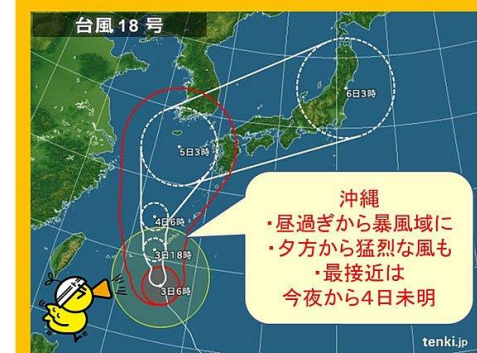 台風18号
6日3時
5日3時
4日6時
3日18時
3日6時
沖縄
・昼過ぎから暴風域に
・夕方から猛烈な風も
・最接近は
今夜から4日未明
tenki.jp